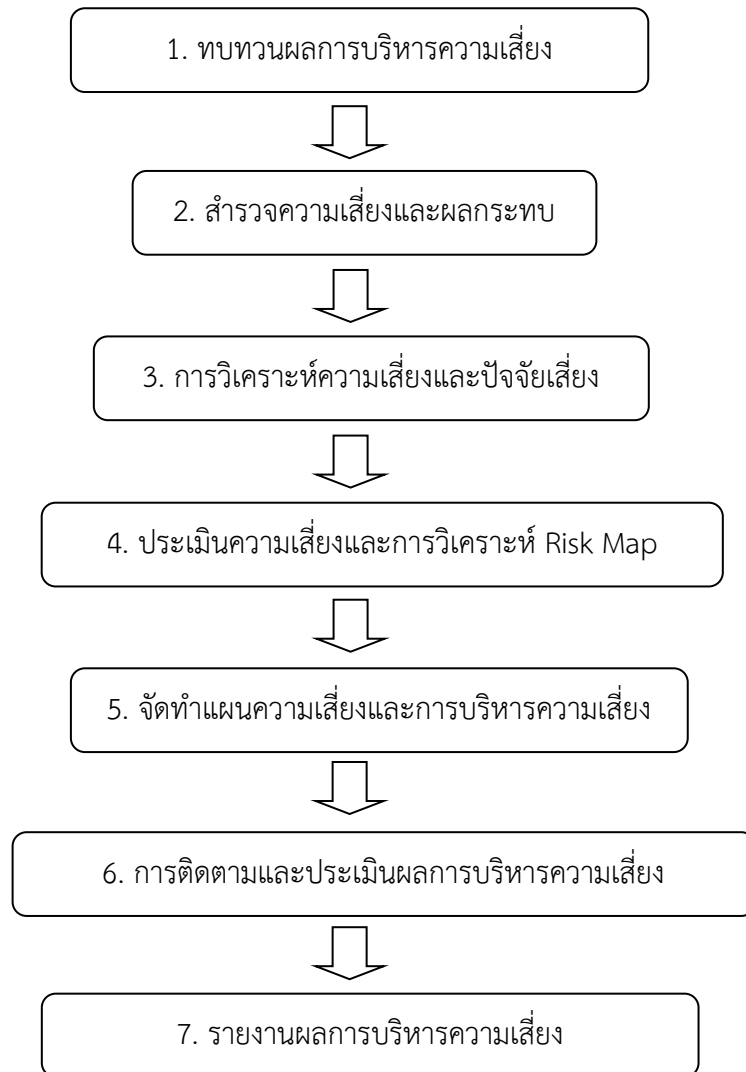 1. ทบทวนผลการบริหารความเสี่ยง
2. สำรวจความเสี่ยงและผลกระทบ
3. การวิเคราะห์ความเสี่ยงและปัจจัยเสี่ยง
4. ประเมินความเสี่ยงและการวิเคราะห์ Risk Map
5. จัดทำแผนความเสี่ยงและการบริหารความเสี่ยง
6. การติดตามและประเมินผลการบริหารความเสี่ยง
7. รายงานผลการบริหารความเสี่ยง